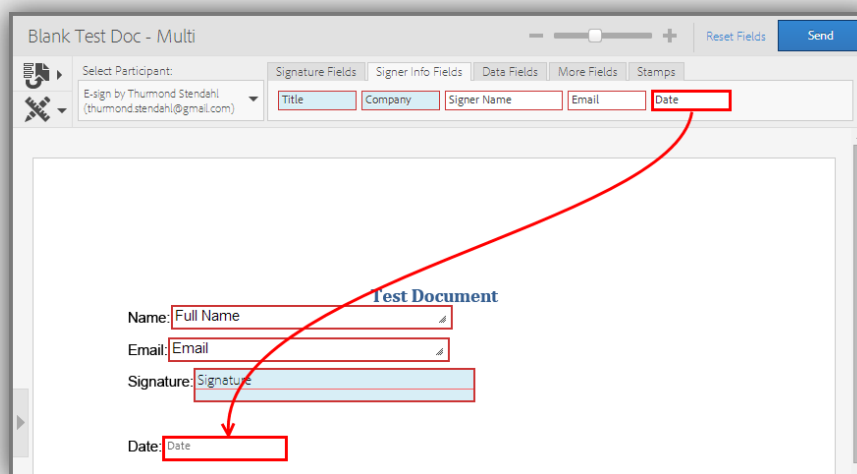 Blank Test Doc - Multi
Reset Fields
Send
Select Participant:
E-sign by Thurmond Stendahl
(thurmond.stendahl@gmail.com)
Signature Fields
Signer Info Fields
Data Fields
More Fields
Stamps
Title
Company
Signer Name
Email
Date
Test Document
Name: Full Name
Email: Email
Signature: Signature
Date: Date